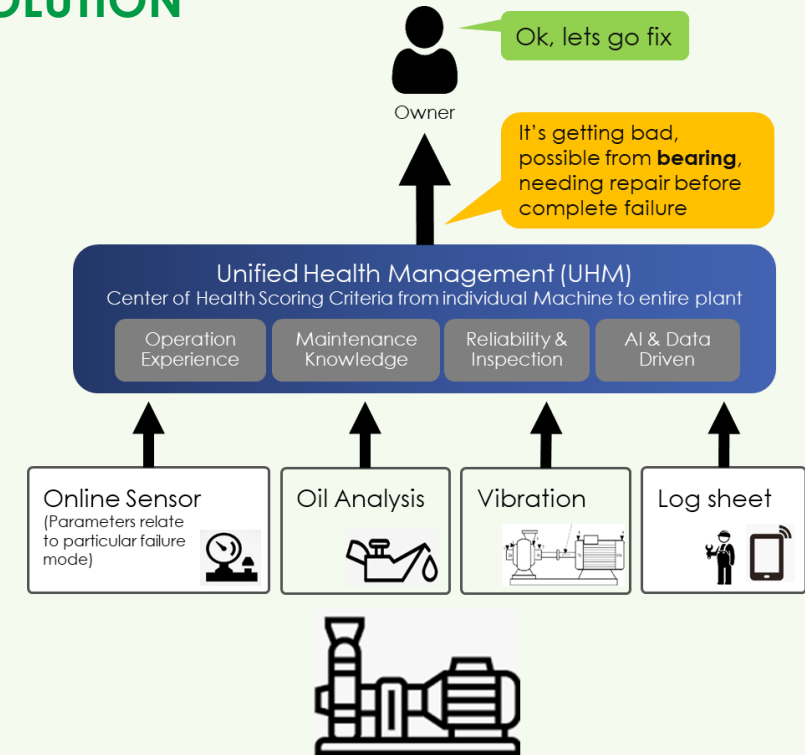 OLUTION
Ok, lets go fix
Owner
It's getting bad,
possible from bearing,
needing repair before
complete failure
Unified Health Management (UHM)
Center of Health Scoring Criteria from individual Machine to entire plant
Operation
Experience
Maintenance
Knowledge
Reliability &
Inspection
AI & Data
Driven
Online Sensor
(Parameters relate
to particular failure
mode)
Oil Analysis
Vibration
Log sheet